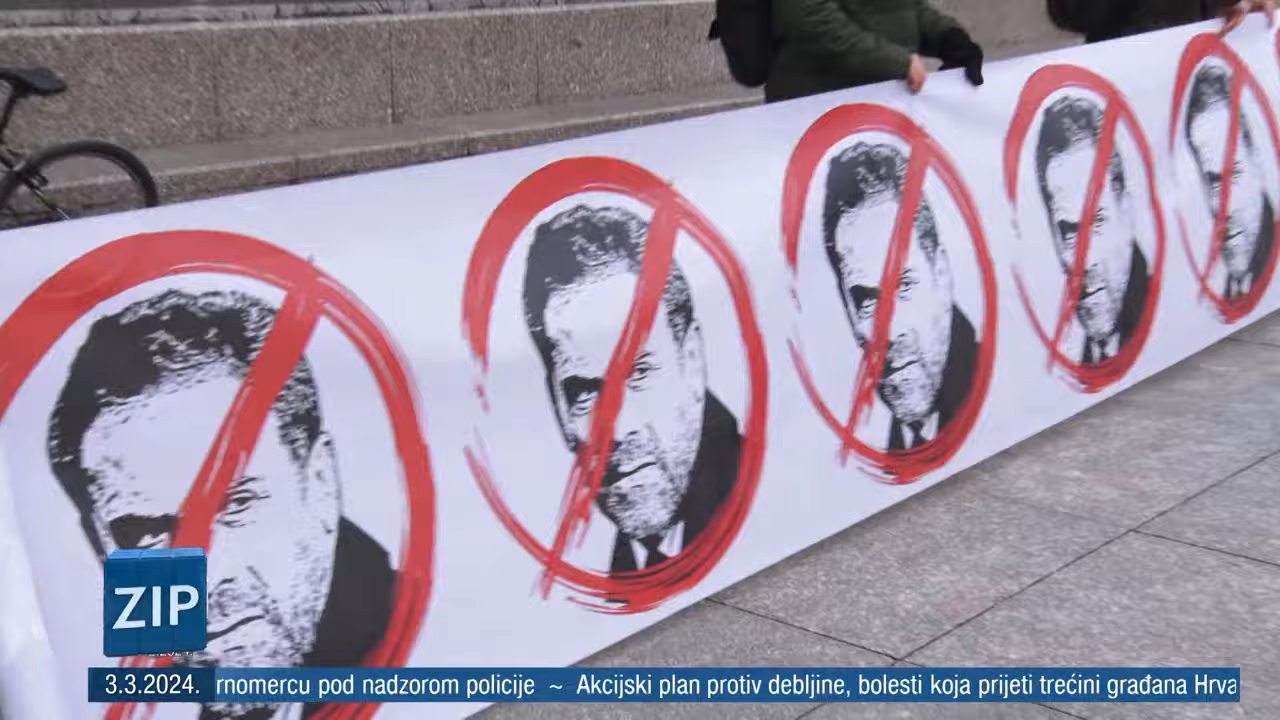 ZIP
3.3.2024.
rnomercu pod nadzorom policije ~ Akcijski plan protiv debljine, bolesti koja prijeti trećini građana Hrva